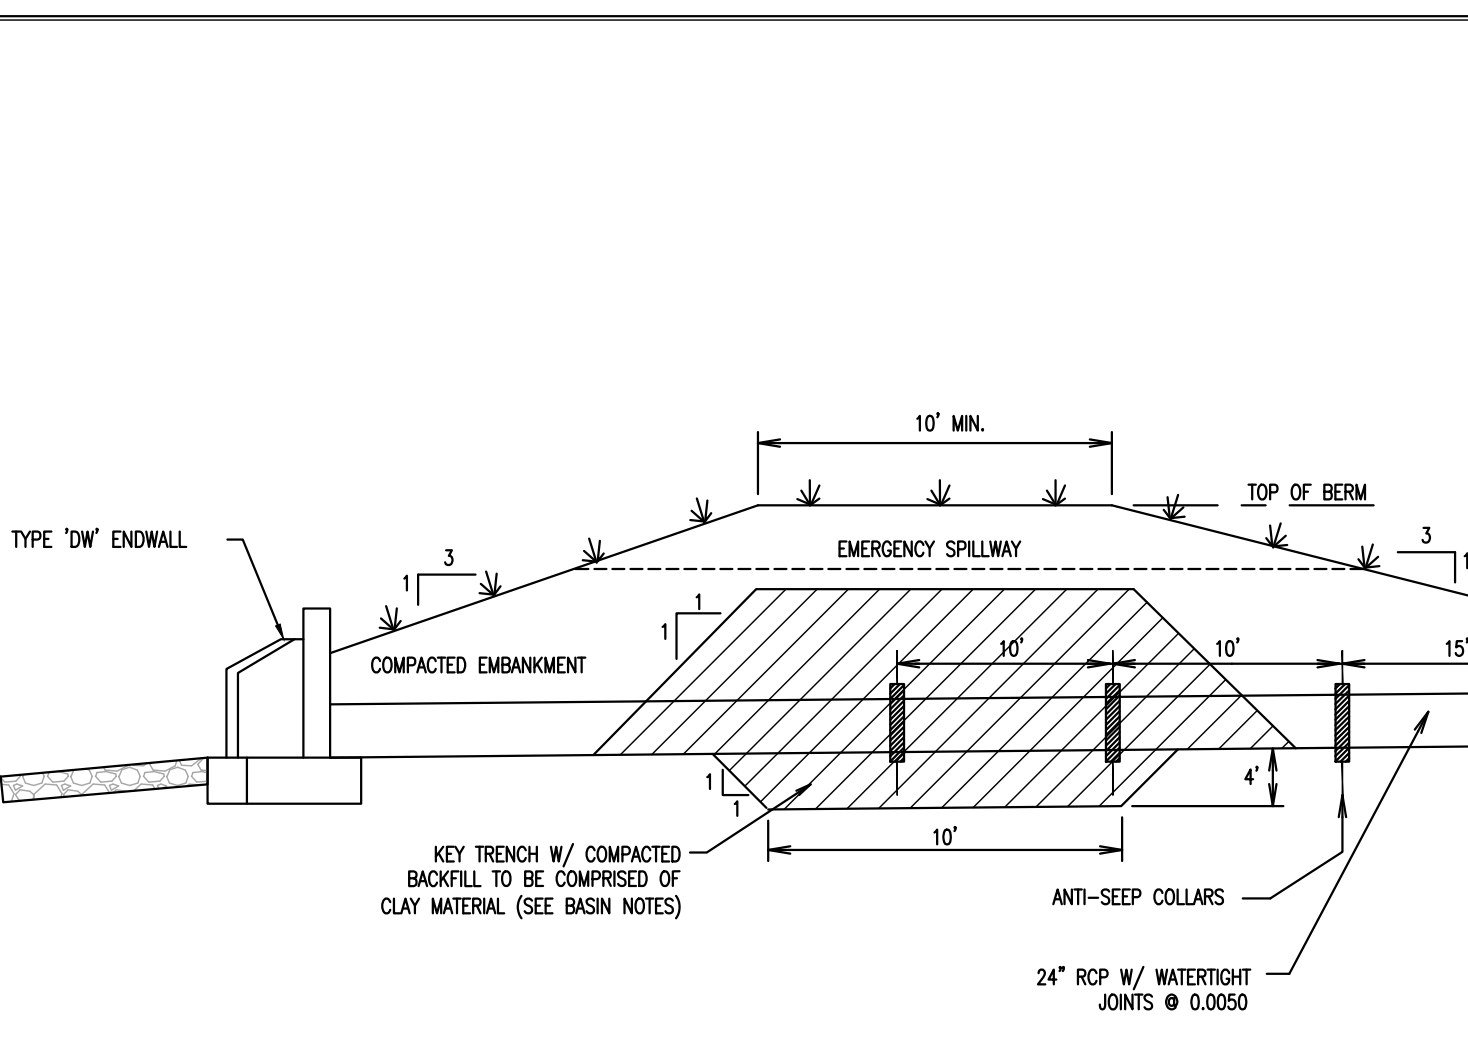 10' MIN.
TOP OF BERM
TYPE 'DW' ENDWALL
EMERGENCY SPILLWAY
3
1
3
1
1
1
10'
10'
15'
COMPACTED EMBANKMENT
1
1
4'
10'
KEY TRENCH W/ COMPACTED
BACKFILL TO BE COMPRISED OF
CLAY MATERIAL (SEE BASIN NOTES)
ANTI-SEEP COLLARS
24" RCP W/ WATERTIGHT
JOINTS @ 0.0050